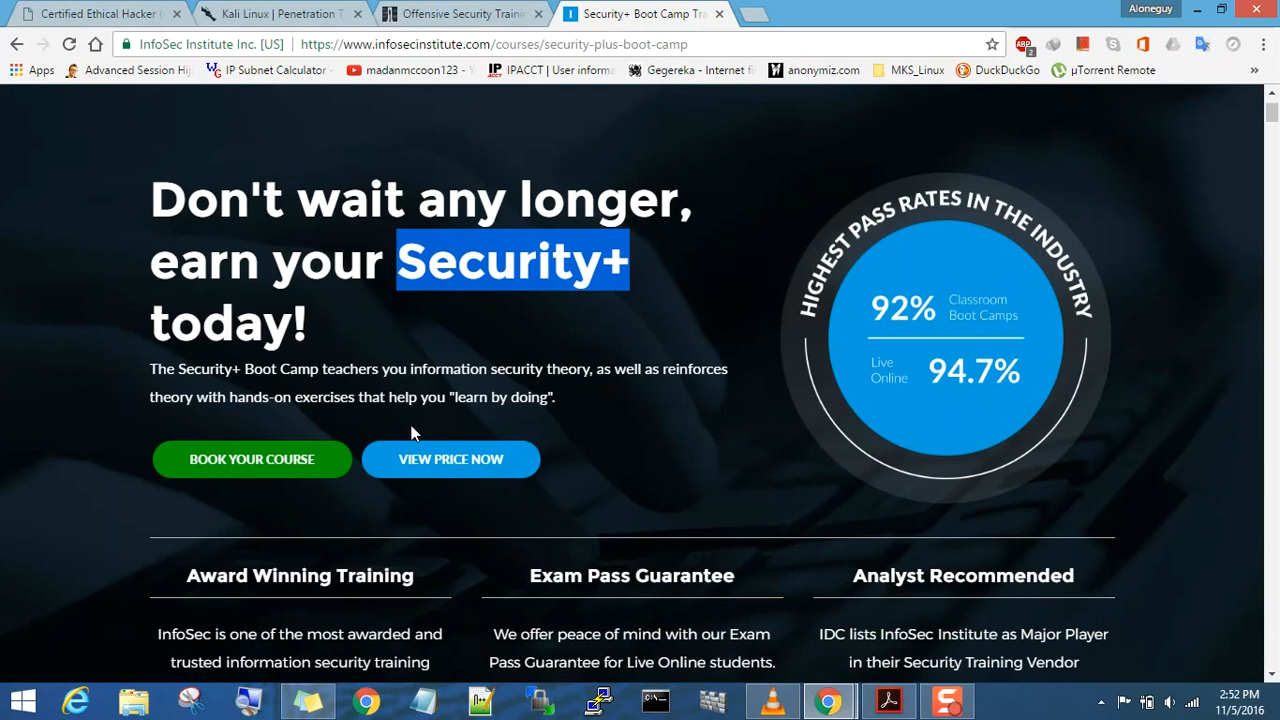 Certified Ethical Hacker
Kali Linux | Penetration T
Offensive Security Trainin
Security+ Boot Camp Tra
Aloneguy
InfoSec Institute Inc. [US]
https://www.infosecinstitute.com/courses/security-plus-boot-camp
2
Apps
Advanced Session Hij
IP Subnet Calculator -
madanmccoon123 - Y
IPACCT | User informa
Gegereka - Internet fi
anonymiz.com
MKS_Linux
DuckDuckGo
µTorrent Remote
»
Don't wait any longer,
earn your Security+
today!
The Security+ Boot Camp teachers you information security theory, as well as reinforces
theory with hands-on exercises that help you "learn by doing".
BOOK YOUR COURSE
VIEW PRICE NOW
HIGHEST PASS RATES IN THE INDUSTRY
92% Classroom
Boot Camps
Live
Online 94.7%
Award Winning Training
InfoSec is one of the most awarded and
trusted information security training
Exam Pass Guarantee
We offer peace of mind with our Exam
Pass Guarantee for Live Online students.
Analyst Recommended
IDC lists InfoSec Institute as Major Player
in their Security Training Vendor
2:52 PM
11/5/2016